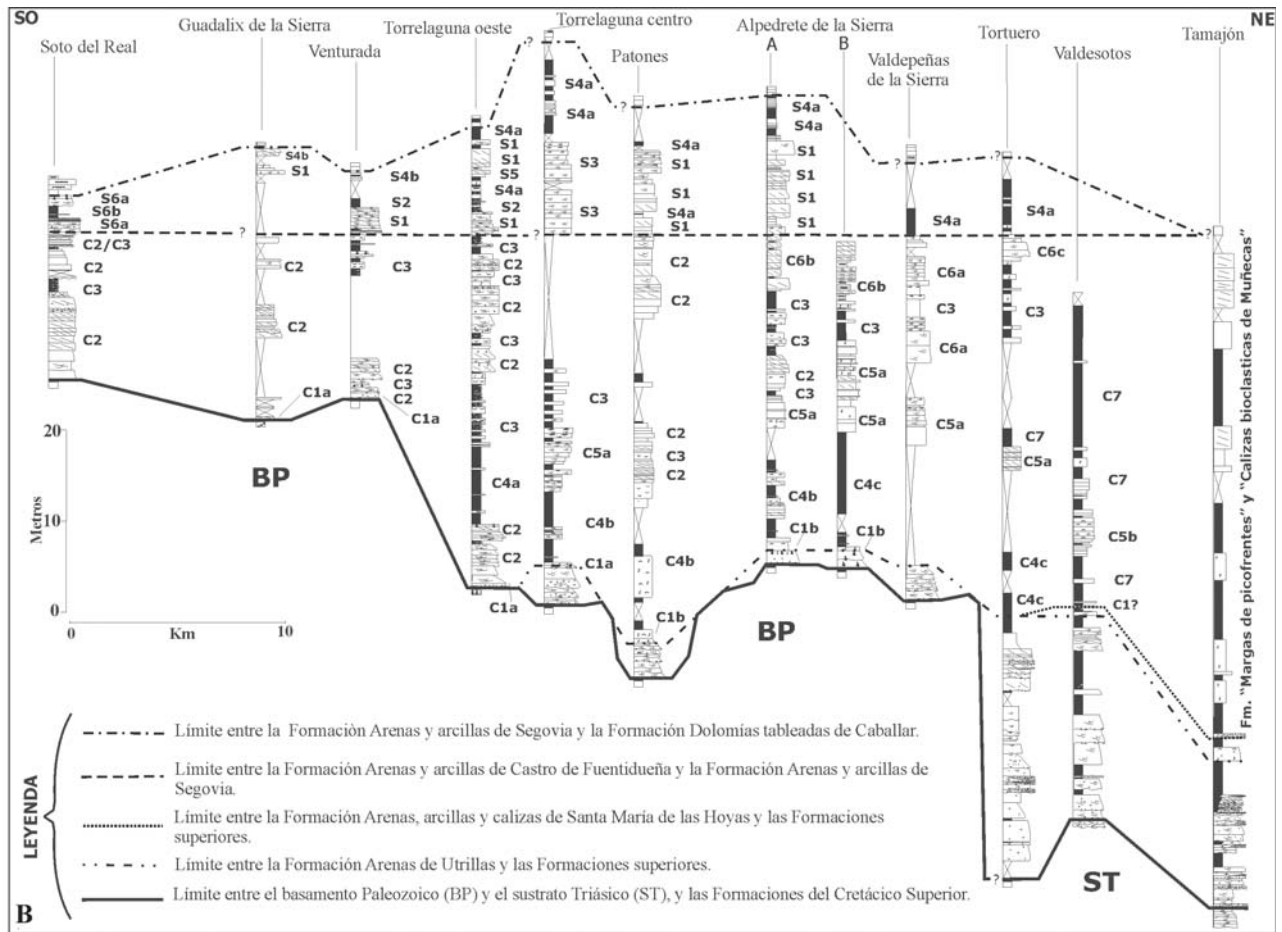 SO
NE
Soto del Real
Guadalix de la Sierra
Venturada
Torrelaguna oeste
Torrelaguna centro
Patones
Alpedrete de la Sierra
A
B
Valdepeñas
de la Sierra
Tortuero
Valdesotos
Tamajón
S6a
S6b
S6a
C2/C3
C2
C3
C2
?
S4b
S1
C2
C2
C1a
S4b
S2
S1
C3
C2
C3
C2
C1a
S4a
S1
S1
S5
S4a
S2
S1
C3
C2
C3
C2
C3
C2
C3
C4a
C2
C2
C1a
?
S4a
S4a
S3
S3
?
C3
C5a
C4b
C1a
?
S4a
S1
S1
S4a
S1
C2
C2
C2
C3
C2
C4b
C1b
S4a
S4a
S1
S1
S1
S1
C6b
C3
C3
C2
C3
C5a
C4b
C1b
C6b
C3
C5a
C5a
C4c
C1b
?
S4a
C6a
C3
C6a
C5a
?
S4a
C6c
C3
C7
C5a
C4c
C4c
?
C7
C7
C5b
C7
C1?
?
Fm. "Margas de picofrentes" y "Calizas bioclasticas de Muñecas"
BP
BP
ST
20
10
0
Metros
0
10
Km
LEYENDA
Límite entre la Formación Arenas y arcillas de Segovia y la Formación Dolomías tableadas de Caballar.
Límite entre la Formación Arenas y arcillas de Castro de Fuentidueña y la Formación Arenas y arcillas de
Segovia.
Límite entre la Formación Arenas, arcillas y calizas de Santa María de las Hoyas y las Formaciones
superiores.
Límite entre la Formación Arenas de Utrillas y las Formaciones superiores.
Límite entre el basamento Paleozoico (BP) y el sustrato Triásico (ST), y las Formaciones del Cretácico Superior.
B